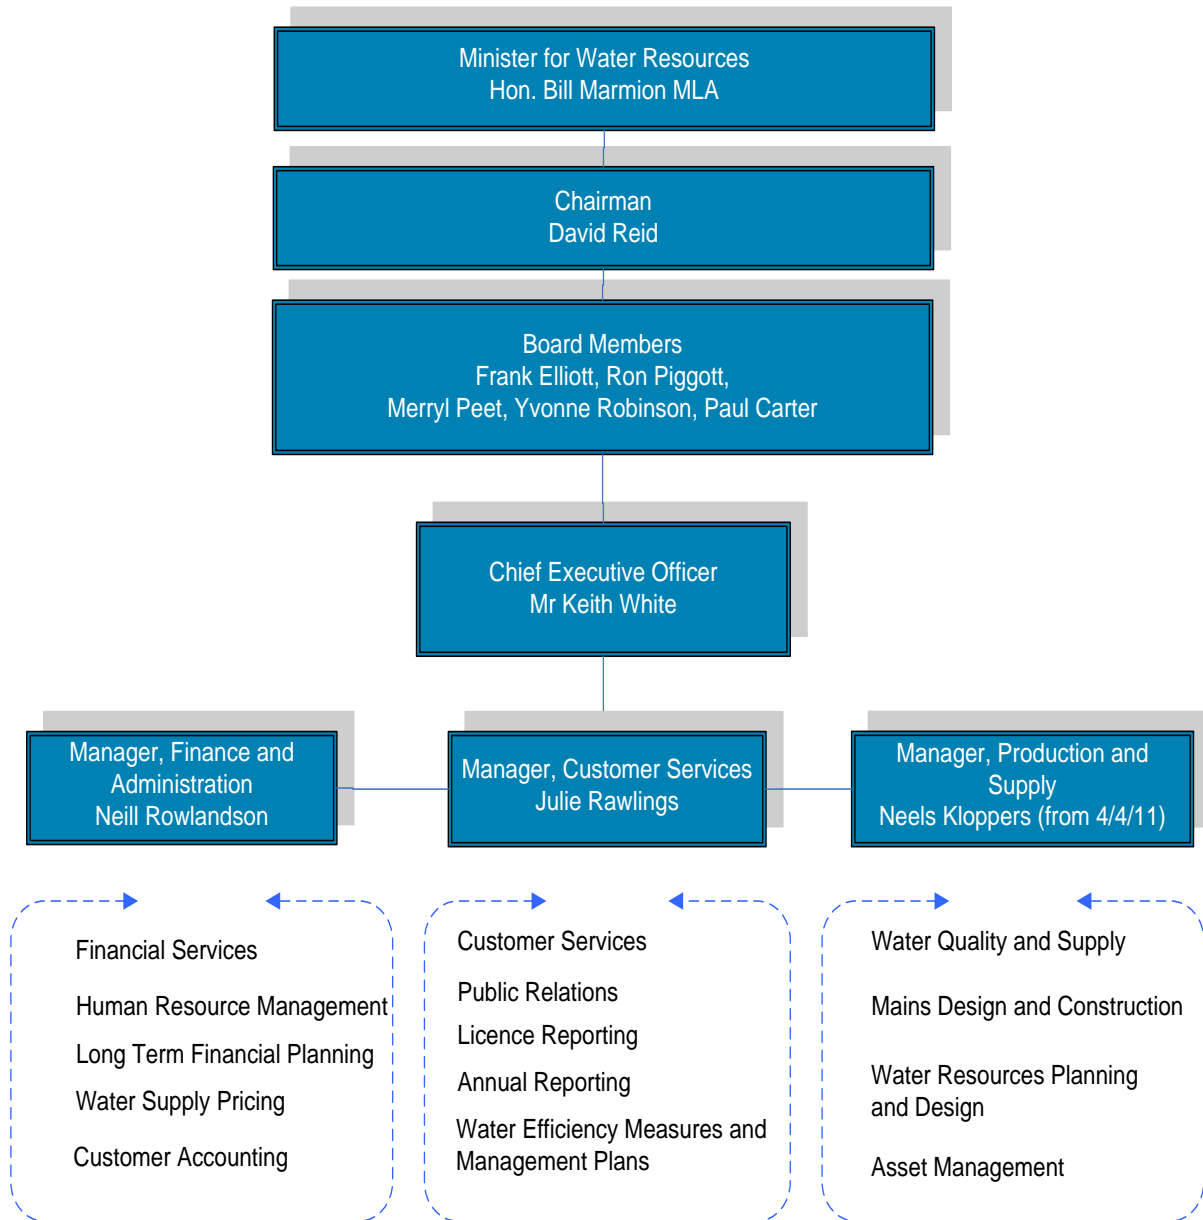 Minister for Water Resources
Hon. Bill Marmion MLA
Chairman
David Reid
Board Members
Frank Elliott, Ron Piggott,
Merryl Peet, Yvonne Robinson, Paul Carter
Chief Executive Officer
Mr Keith White
Manager, Finance and
Administration
Neill Rowlandson
Manager, Customer Services
Julie Rawlings
Manager, Production and
Supply
Neels Kloppers (from 4/4/11)
Financial Services
Human Resource Management
Long Term Financial Planning
Water Supply Pricing
Customer Accounting
Customer Services
Public Relations
Licence Reporting
Annual Reporting
Water Efficiency Measures and
Management Plans
Water Quality and Supply
Mains Design and Construction
Water Resources Planning
and Design
Asset Management